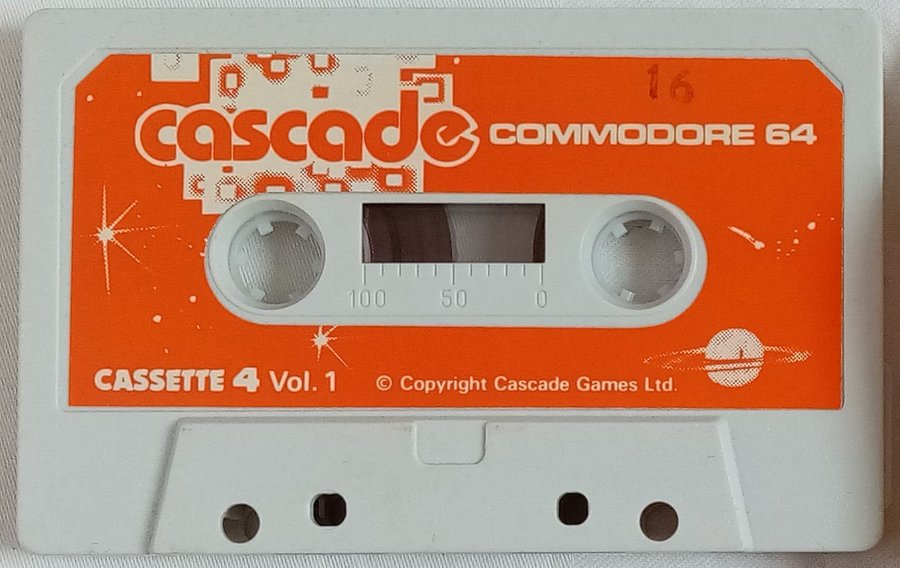 16
cascade COMMODORE 64
100 50 0
CASSETTE 4 Vol. 1 © Copyright Cascade Games Ltd.